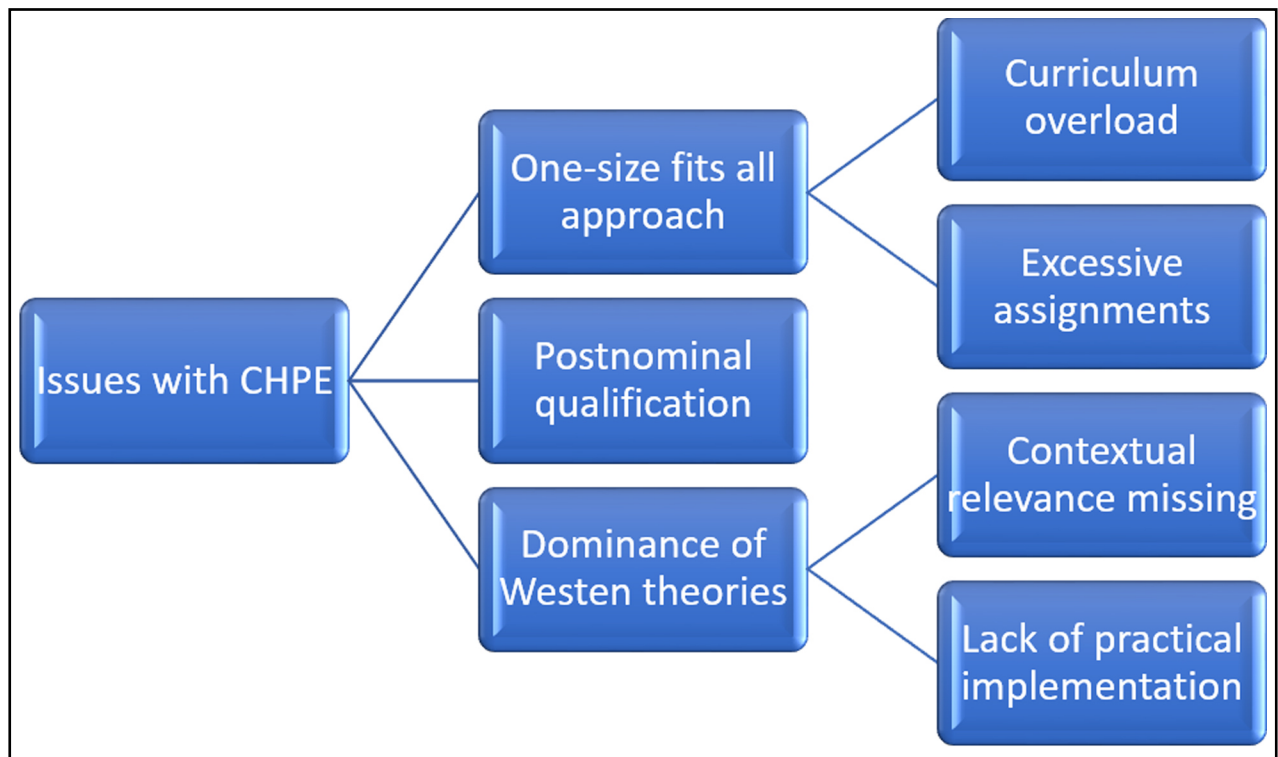 Issues with CHPE
One-size fits all
approach
Postnominal
qualification
Dominance of
Westen theories
Curriculum
overload
Excessive
assignments
Contextual
relevance missing
Lack of practical
implementation